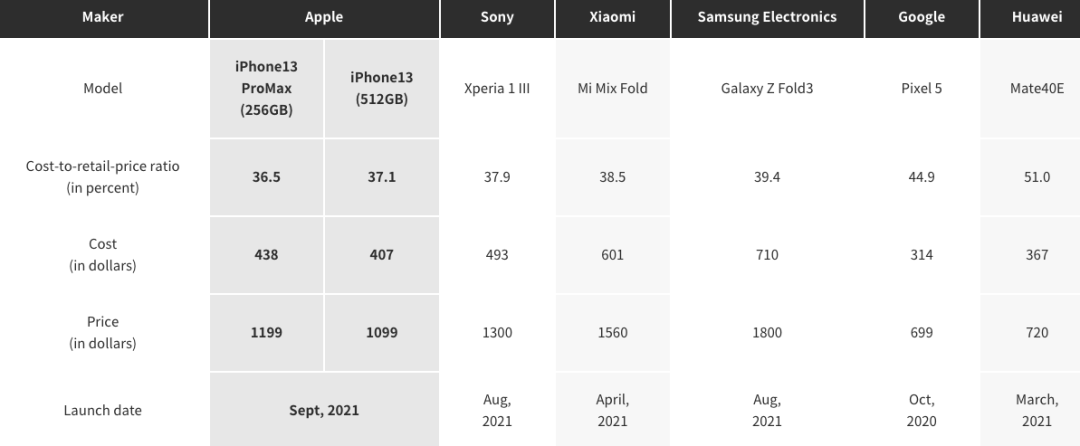 Maker Apple Sony Xiaomi Samsung Electronics Google Huawei
Model iPhone13 ProMax (256GB) iPhone13 (512GB) Xperia 1 III Mi Mix Fold Galaxy Z Fold3 Pixel 5 Mate40E
Cost-to-retail-price ratio (in percent) 36.5 37.1 37.9 38.5 39.4 44.9 51.0
Cost (in dollars) 438 407 493 601 710 314 367
Price (in dollars) 1199 1099 1300 1560 1800 699 720
Launch date Sept, 2021 Aug, 2021 April, 2021 Aug, 2021 Oct, 2020 March, 2021